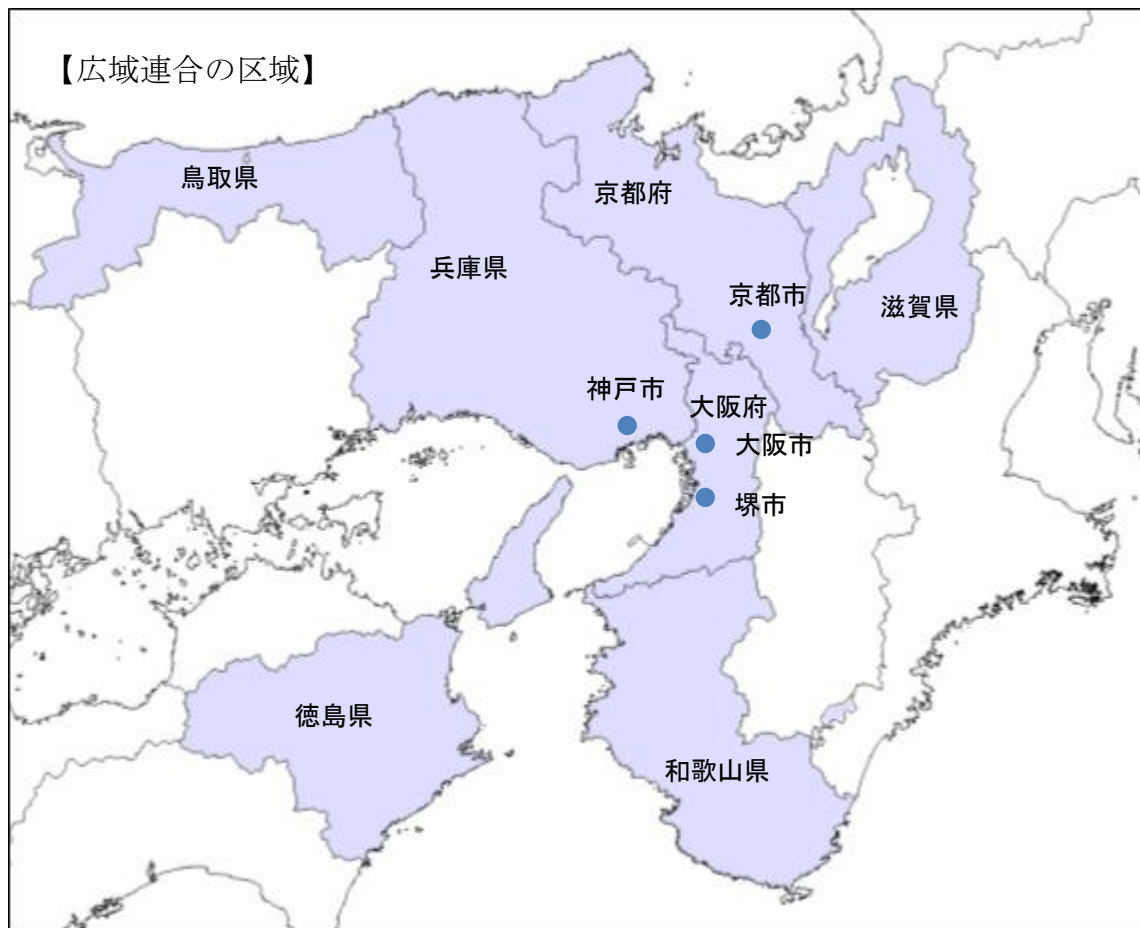 【広域連合の区域】
鳥取県
京都府
兵庫県
京都市
滋賀県
神戸市
大阪府
大阪市
堺市
徳島県
和歌山県